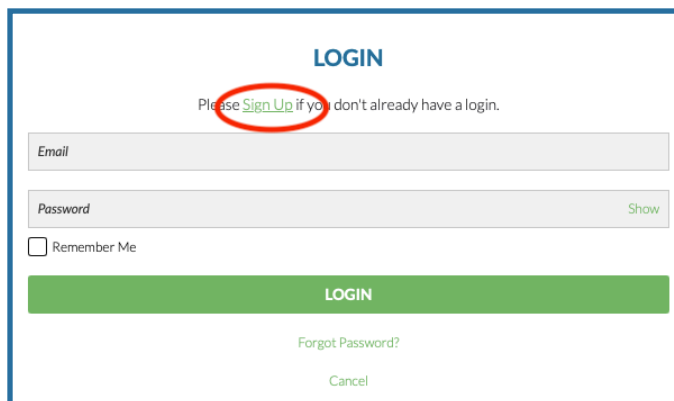 LOGIN
Please Sign Up if you don't already have a login.
Email
Password Show
Remember Me
LOGIN
Forgot Password?
Cancel